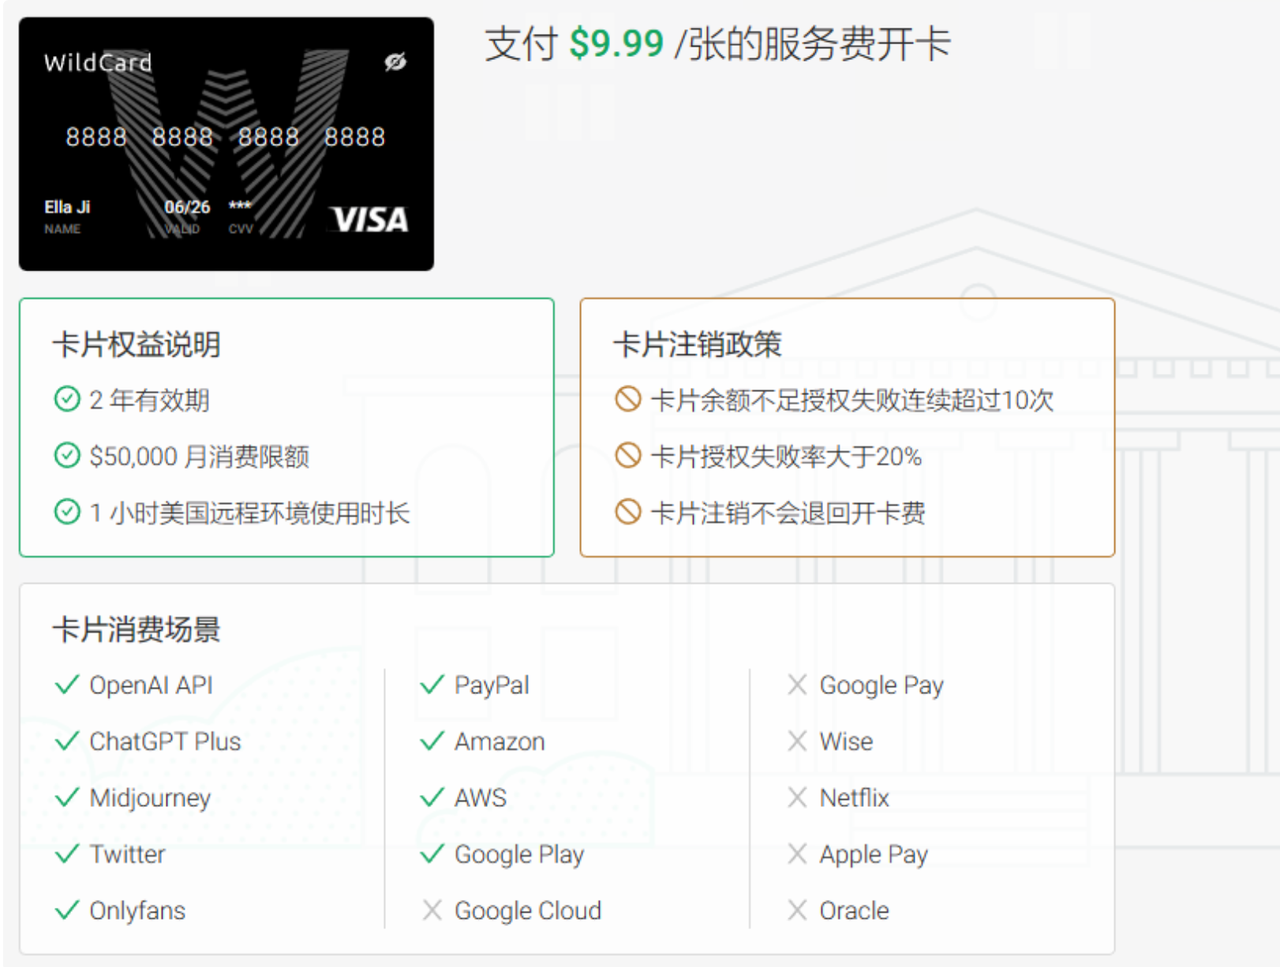 支付 $9.99 /张的服务费开卡
WildCard
8888 8888 8888 8888
Ella Ji 06/26 ***
NAME VALID CVV
VISA
卡片权益说明
2 年有效期
$50,000 月消费限额
1 小时美国远程环境使用时长
卡片注销政策
卡片余额不足授权失败连续超过10次
卡片授权失败率大于20%
卡片注销不会退回开卡费
卡片消费场景
OpenAI API
ChatGPT Plus
Midjourney
Twitter
Onlyfans
PayPal
Amazon
AWS
Google Play
Google Cloud
Google Pay
Wise
Netflix
Apple Pay
Oracle